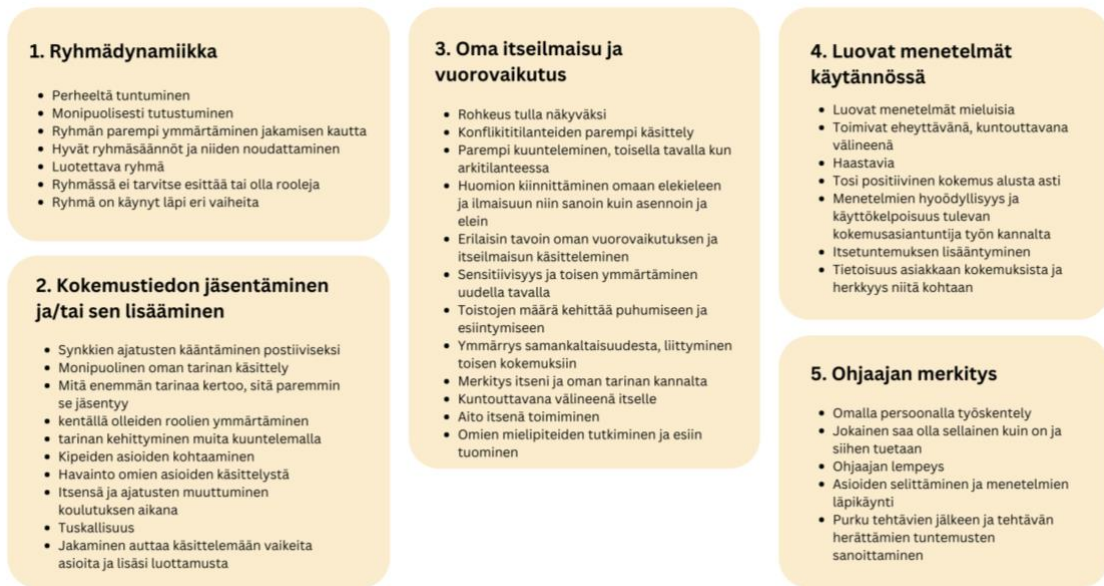 1. Ryhmädynamiikka
• Perheeltä tuntuminen
• Monipuolisesti tutustuminen
• Ryhmän parempi ymmärtäminen jakamisen kautta
• Hyvät ryhmäsäännöt ja niiden noudattaminen
• Luotettava ryhmä
• Ryhmässä ei tarvitse esittää tai olla rooleja
• Ryhmä on käynyt läpi eri vaiheita
2. Kokemustiedon jäsentäminen
ja/tai sen lisääminen
• Synkkien ajatusten kääntäminen postiiviseksi
• Monipuolinen oman tarinan käsittely
• Mitä enemmän tarinaa kertoo, sitä paremmin
se jäsentyy
• kentällä olleiden roolien ymmärtäminen
• tarinan kehittyminen muita kuuntelemalla
• Kipeiden asioiden kohtaaminen
• Havainto omien asioiden käsittelystä
• Itsensä ja ajatusten muuttuminen
koulutuksen aikana
• Tuskallisuus
• Jakaminen auttaa käsittelemään vaikeita
asioita ja lisäsi luottamusta
3. Oma itseilmaisu ja
vuorovaikutus
• Rohkeus tulla näkyväksi
• Konflikititilanteiden parempi käsittely
• Parempi kuunteleminen, toisella tavalla kun
arkitilanteessa
• Huomion kiinnittäminen omaan elekieleen
ja ilmaisuun niin sanoin kuin asennoin ja
elein
• Erilaisin tavoin oman vuorovaikutuksen ja
itseilmaisun käsitteleminen
• Sensitiivisyys ja toisen ymmärtäminen
uudella tavalla
• Toistojen määrä kehittää puhumiseen ja
esiintymiseen
• Ymmärrys samankaltaisuudesta, liittyminen
toisen kokemuksiin
• Merkitys itseni ja oman tarinan kannalta
• Kuntouttavana välineenä itselle
• Aito itsenä toimiminen
• Omien mielipiteiden tutkiminen ja esiin
tuominen
4. Luovat menetelmät
käytännössä
• Luovat menetelmät mieluisia
• Toimivat eheyttävänä, kuntouttavana
välineenä
• Haastavia
• Tosi positiivinen kokemus alusta asti
• Menetelmien hyöodyllisyys ja
käyttökelpoisuus tulevan
kokemusasiantuntija työn kannalta
• Itsetuntemuksen lisääntyminen
• Tietoisuus asiakkaan kokemuksista ja
herkkyys niitä kohtaan
5. Ohjaajan merkitys
• Omalla persoonalla työskentely
• Jokainen saa olla sellainen kuin on ja
siihen tuetaan
• Ohjaajan lempeys
• Asioiden selittäminen ja menetelmien
läpikäynti
• Purku tehtävien jälkeen ja tehtävän
herättämien tuntemusten
sanoittaminen